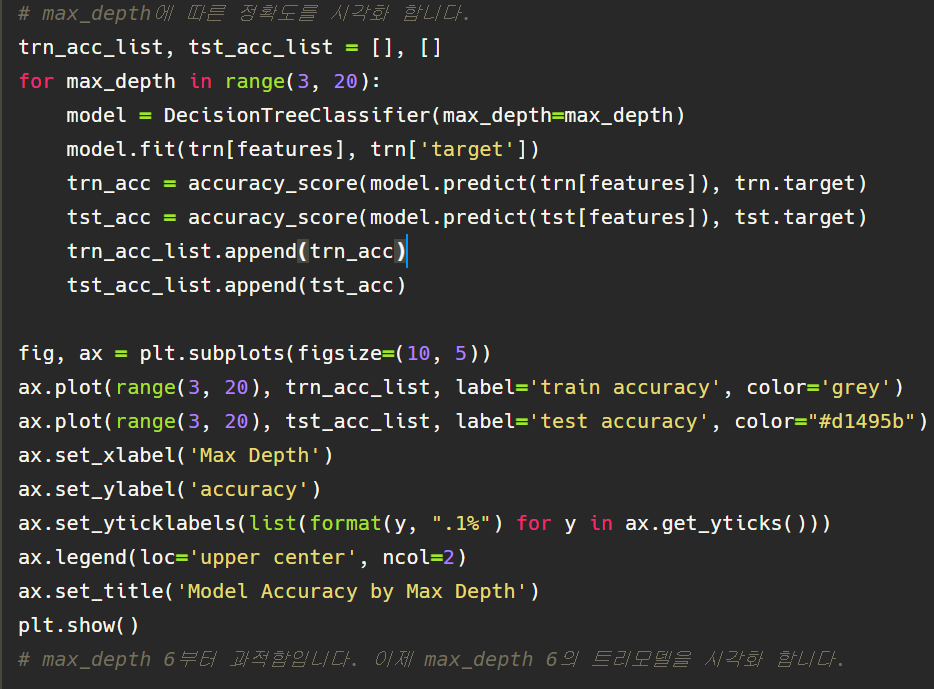 # max_depth에 따른 정확도를 시각화 합니다.
trn_acc_list, tst_acc_list = [], []
for max_depth in range(3, 20):
    model = DecisionTreeClassifier(max_depth=max_depth)
    model.fit(trn[features], trn['target'])
    trn_acc = accuracy_score(model.predict(trn[features]), trn.target)
    tst_acc = accuracy_score(model.predict(tst[features]), tst.target)
    trn_acc_list.append(trn_acc)
    tst_acc_list.append(tst_acc)

fig, ax = plt.subplots(figsize=(10, 5))
ax.plot(range(3, 20), trn_acc_list, label='train accuracy', color='grey')
ax.plot(range(3, 20), tst_acc_list, label='test accuracy', color="#d1495b")
ax.set_xlabel('Max Depth')
ax.set_ylabel('accuracy')
ax.set_yticklabels(list(format(y, ".1%") for y in ax.get_yticks()))
ax.legend(loc='upper center', ncol=2)
ax.set_title('Model Accuracy by Max Depth')
plt.show()
# max_depth 6부터 과적합입니다. 이제 max_depth 6의 트리모델을 시각화 합니다.